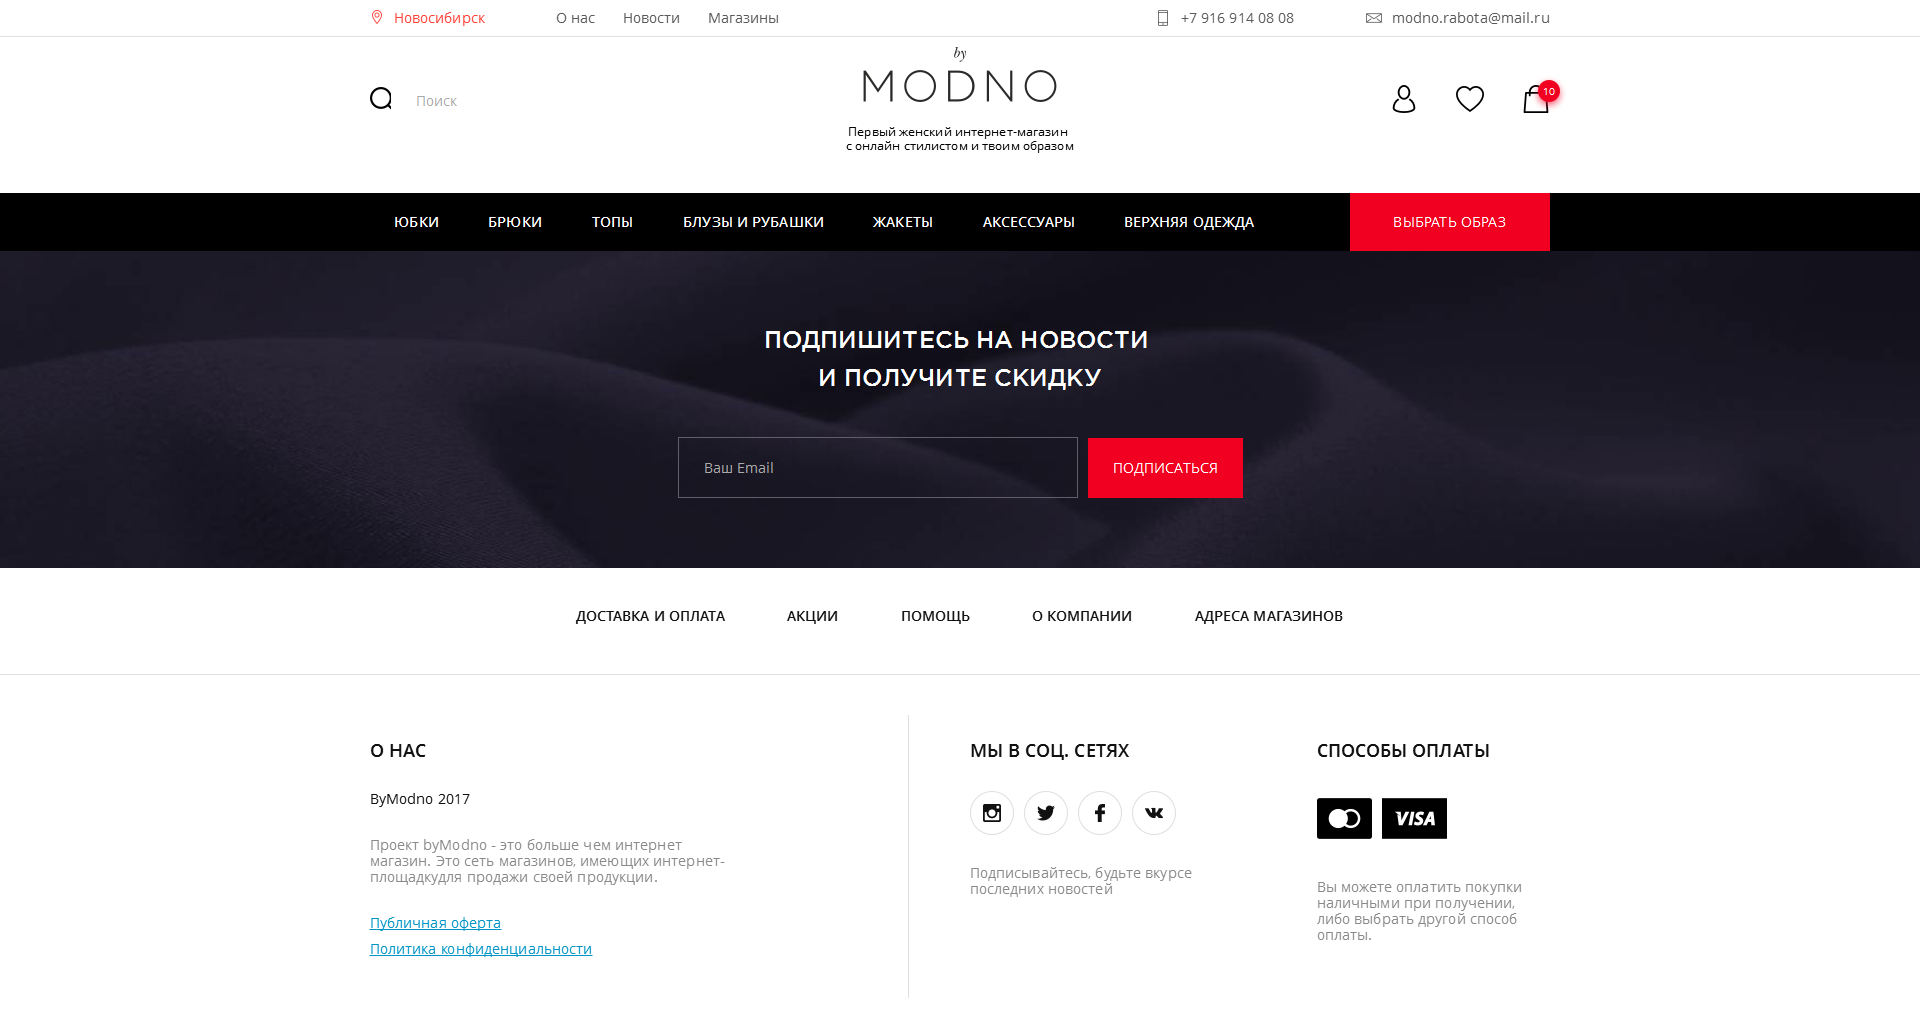 Новосибирск
О нас
Новости
Магазины
+7 916 914 08 08
modno.rabota@mail.ru
Поиск
by
MODNO
Первый женский интернет-магазин
с онлайн стилистом и твоим образом
10
ЮБКИ
БРЮКИ
ТОПЫ
БЛУЗЫ И РУБАШКИ
ЖАКЕТЫ
АКСЕССУАРЫ
ВЕРХНЯЯ ОДЕЖДА
ВЫБРАТЬ ОБРАЗ
ПОДПИШИТЕСЬ НА НОВОСТИ
И ПОЛУЧИТЕ СКИДКУ
Ваш Email
ПОДПИСАТЬСЯ
ДОСТАВКА И ОПЛАТА
АКЦИИ
ПОМОЩЬ
О КОМПАНИИ
АДРЕСА МАГАЗИНОВ
О НАС
ByModno 2017
Проект byModno - это больше чем интернет
магазин. Это сеть магазинов, имеющих интернет-
площадкудля продажи своей продукции.
Публичная оферта
Политика конфиденциальности
МЫ В СОЦ. СЕТЯХ
Подписывайтесь, будьте вкурсе
последних новостей
СПОСОБЫ ОПЛАТЫ
VISA
Вы можете оплатить покупки
наличными при получении,
либо выбрать другой способ
оплаты.